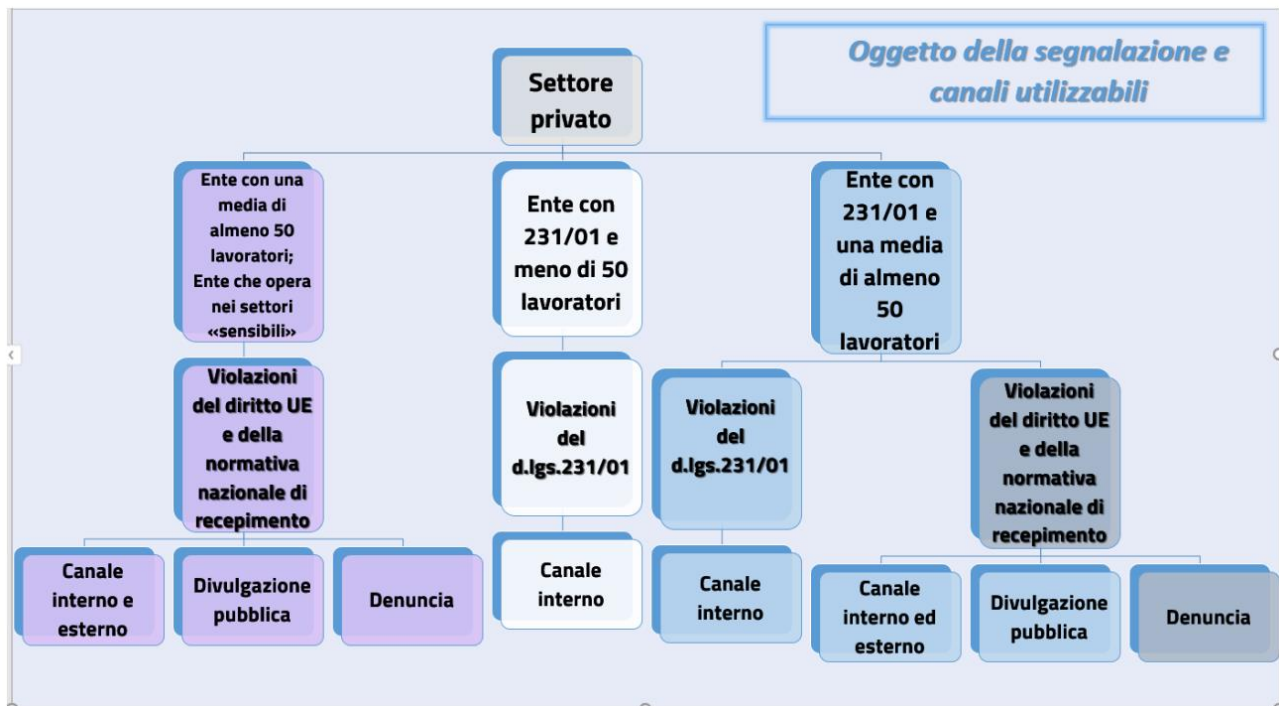 Oggetto della segnalazione e
canali utilizzabili
Settore
privato
Ente con una
media di
almeno 50
lavoratori;
Ente che opera
nei settori
«sensibili»
Ente con
231/01 e
meno di 50
lavoratori
Ente con
231/01 e
una media
di almeno
50
lavoratori
Violazioni
del diritto UE
e della
normativa
nazionale di
recepimento
Violazioni
del
d.lgs.231/01
Violazioni
del
d.lgs.231/01
Violazioni
del diritto UE
e della
normativa
nazionale di
recepimento
Canale
interno e
esterno
Divulgazione
pubblica
Denuncia
Canale
interno
Canale
interno
Canale
interno ed
esterno
Divulgazione
pubblica
Denuncia